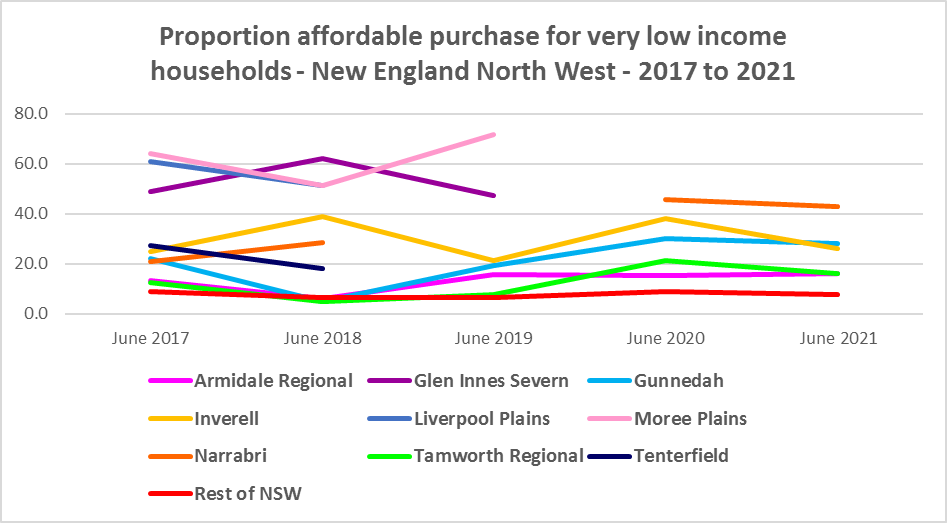 Proportion affordable purchase for very low income
households - New England North West - 2017 to 2021
80.0
60.0
40.0
20.0
0.0
June 2017 June 2018 June 2019 June 2020 June 2021
Armidale Regional Glen Innes Severn Gunnedah
Inverell Liverpool Plains Moree Plains
Narrabri Tamworth Regional Tenterfield
Rest of NSW